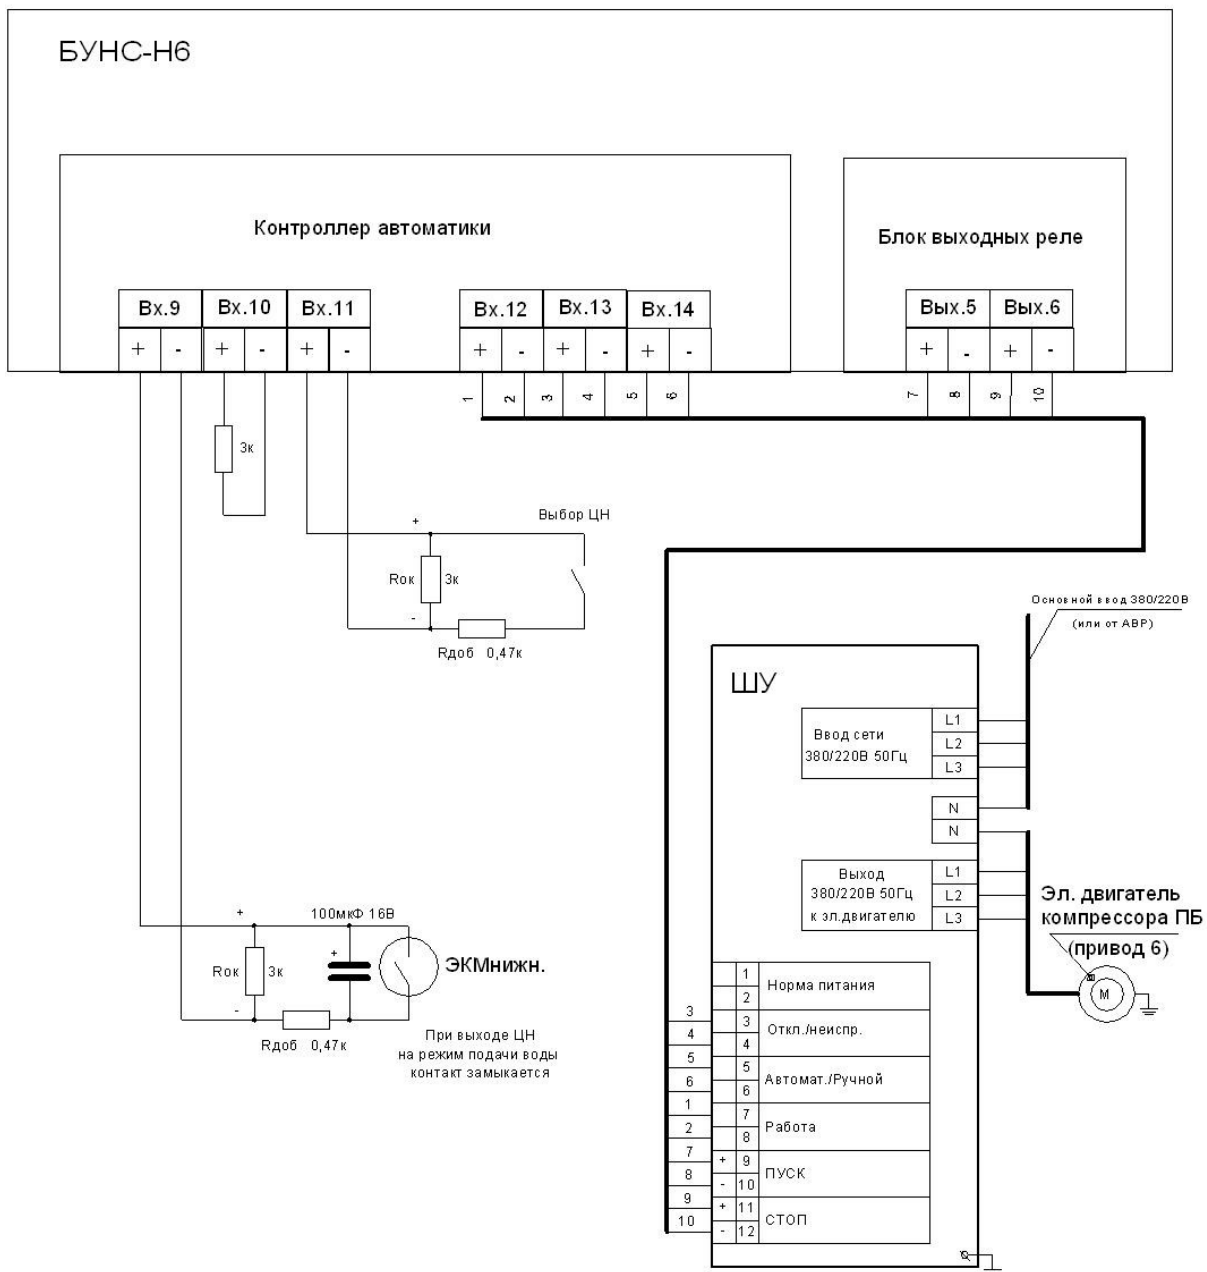 БУНС-Н6
Контроллер автоматики
Блок выходных реле
Вх.9 Вх.10 Вх.11 Вх.12 Вх.13 Вх.14 Вых.5 Вых.6
+ - + - + - + - + - + - + - + -
1 2 3 4 5 6 7 8 9 10
3к
+ Выбор ЦН
Rок 3к
-
Rдоб 0,47к
Основной ввод 380/220В
(или от АВР)
ШУ
Ввод сети
380/220В 50Гц
L1
L2
L3
N
N
Выход
380/220В 50Гц
к эл.двигателю
L1
L2
L3
Эл. двигатель
компрессора ПБ
(привод 6)
М
+ 100мкФ 16В
+
Rок 3к
ЭКМнижн.
-
Rдоб 0,47к
При выходе ЦН
на режим подачи воды
контакт замыкается
1
2
Норма питания
3 3
4 4
Откл./неиспр.
5 5
6 6
Автомат./Ручной
1 7
2 8
Работа
7 + 9
8 - 10
ПУСК
9 + 11
10 - 12
СТОП